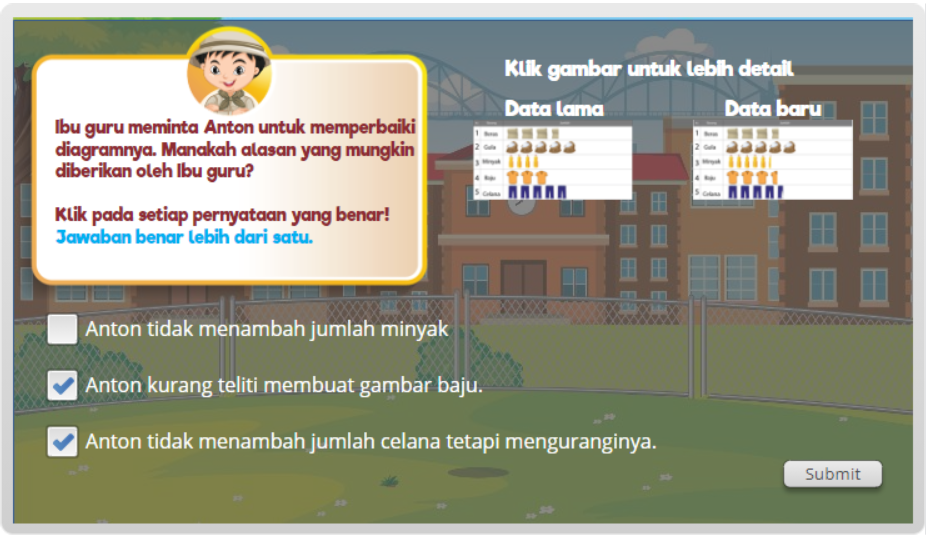 Ibu guru meminta Anton untuk memperbaiki
diagramnya. Manakah alasan yang mungkin
diberikan oleh Ibu guru?
Klik pada setiap pernyataan yang benar!
Jawaban benar lebih dari satu.
Klik gambar untuk lebih detail
Data lama
Data baru
1 Beras
2 Gula
3 Minyak
4 Baju
5 Celana
1 Beras
2 Gula
3 Minyak
4 Baju
5 Celana
Anton tidak menambah jumlah minyak
Anton kurang teliti membuat gambar baju.
Anton tidak menambah jumlah celana tetapi menguranginya.
Submit